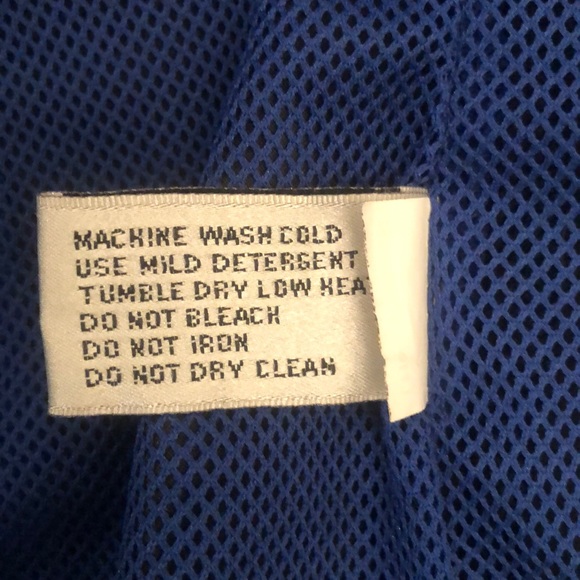 MACHINE WASH COLD
USE MILD DETERGENT
TUMBLE DRY LOW HEA
DO NOT BLEACH
DO NOT IRON
DO NOT DRY CLEAN